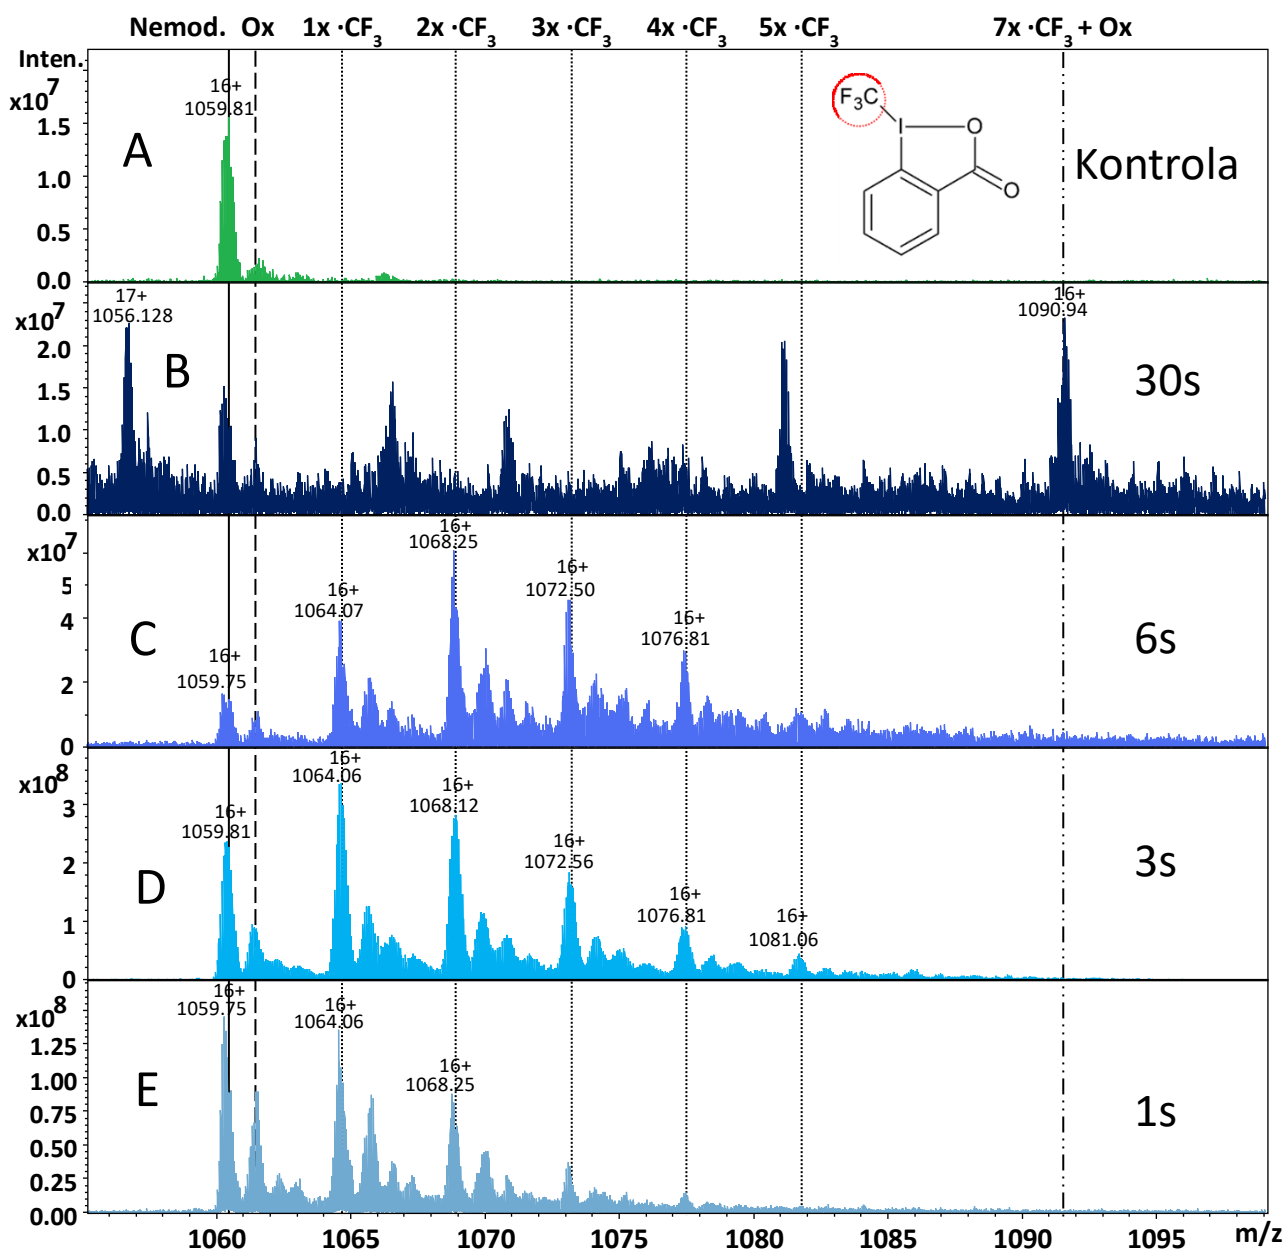 Nemod. Ox 1x ·CF3 2x ·CF3 3x ·CF3 4x ·CF3 5x ·CF3 7x ·CF3 + Ox
Inten.
x10^7
1.5
1.0
0.5
0.0
A
16+
1059.81
F3C
I
O
O
Kontrola
x10^7
2.0
1.5
1.0
0.5
0.0
17+
1056.128
B
16+
1090.94
30s
x10^7
5
4
2
0
C
16+
1059.75
16+
1064.07
16+
1068.25
16+
1072.50
16+
1076.81
6s
x10^8
3
2
1
0
D
16+
1059.81
16+
1064.06
16+
1068.12
16+
1072.56
16+
1076.81
16+
1081.06
3s
x10^8
1.25
1.00
0.75
0.50
0.25
0.00
E
16+
1059.75
16+
1064.06
16+
1068.25
1s
1060 1065 1070 1075 1080 1085 1090 1095 m/z